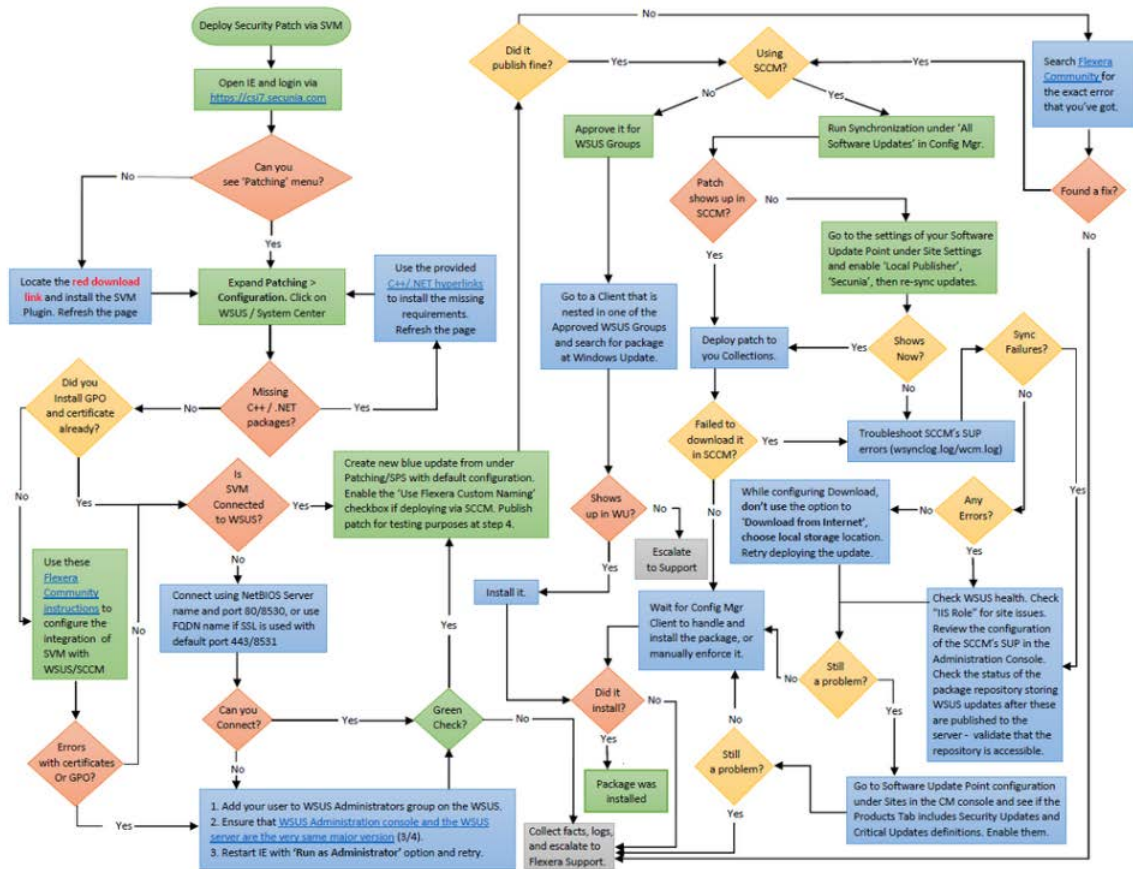 Deploy Security Patch via SVM
Open IE and login via
https://csi7.secunia.com
Can you
see 'Patching' menu?
No
Yes
Locate the red download
link and install the SVM
Plugin. Refresh the page
Expand Patching >
Configuration. Click on
WSUS / System Center
Use the provided
C++/.NET hyperlinks
to install the missing
requirements.
Refresh the page
Missing
C++ / .NET
packages?
No
Yes
Did you
Install GPO
and certificate
already?
No
Yes
Is
SVM
Connected
to WSUS?
Yes
No
Use these
Flexera
Community
instructions to
configure the
integration of
SVM with
WSUS/SCCM
Errors
with certificates
Or GPO?
No
Yes
Connect using NetBIOS Server
name and port 80/8530, or use
FQDN name if SSL is used with
default port 443/8531
Can you
Connect?
Yes
No
1. Add your user to WSUS Administrators group on the WSUS.
2. Ensure that WSUS Administration console and the WSUS
server are the very same major version (3/4).
3. Restart IE with 'Run as Administrator' option and retry.
Green
Check?
Yes
No
Create new blue update from under
Patching/SPS with default configuration.
Enable the 'Use Flexera Custom Naming'
checkbox if deploying via SCCM. Publish
patch for testing purposes at step 4.
Did it
publish fine?
No
Yes
Using
SCCM?
No
Yes
Search Flexera
Community for
the exact error
that you've got.
Found a fix?
Yes
No
Approve it for
WSUS Groups
Run Synchronization under 'All
Software Updates' in Config Mgr.
Patch
shows up in
SCCM?
No
Yes
Go to the settings of your Software
Update Point under Site Settings
and enable 'Local Publisher',
'Secunia', then re-sync updates.
Go to a Client that is
nested in one of the
Approved WSUS Groups
and search for package
at Windows Update.
Deploy patch to
you Collections.
Shows
Now?
Yes
No
Sync
Failures?
Yes
No
Failed to
download it
in SCCM?
Yes
No
Troubleshoot SCCM's SUP
errors (wsynclog.log/wcm.log)
Shows
up in WU?
No
Yes
Escalate
to Support
Install it.
While configuring Download,
don't use the option to
'Download from Internet',
choose local storage location.
Retry deploying the update.
Any
Errors?
No
Yes
Check WSUS health. Check
"IIS Role" for site issues.
Review the configuration
of the SCCM's SUP in the
Administration Console.
Check the status of the
package repository storing
WSUS updates after these
are published to the
server - validate that the
repository is accessible.
Wait for Config Mgr
Client to handle and
install the package, or
manually enforce it.
Still
a problem?
No
Yes
Did it
install?
No
Yes
Package was
installed
Still
a problem?
No
Yes
Go to Software Update Point configuration
under Sites in the CM console and see if the
Products Tab includes Security Updates and
Critical Updates definitions. Enable them.
Collect facts, logs,
and escalate to
Flexera Support.